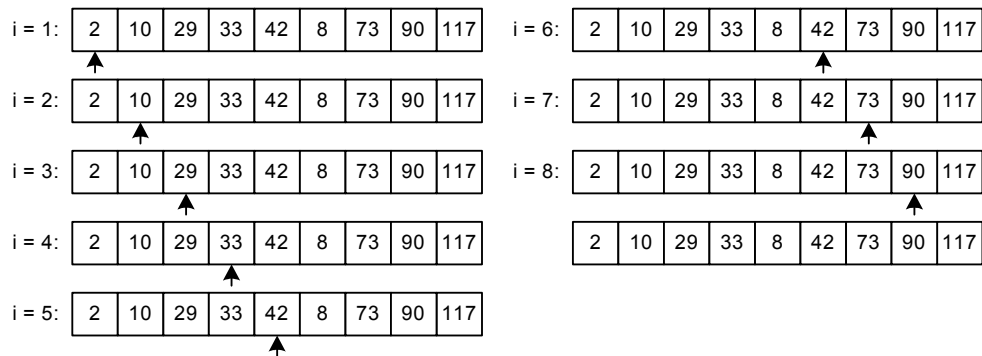 i = 1: 2 10 29 33 42 8 73 90 117
i = 2: 2 10 29 33 42 8 73 90 117
i = 3: 2 10 29 33 42 8 73 90 117
i = 4: 2 10 29 33 42 8 73 90 117
i = 5: 2 10 29 33 42 8 73 90 117
i = 6: 2 10 29 33 8 42 73 90 117
i = 7: 2 10 29 33 8 42 73 90 117
i = 8: 2 10 29 33 8 42 73 90 117
2 10 29 33 8 42 73 90 117